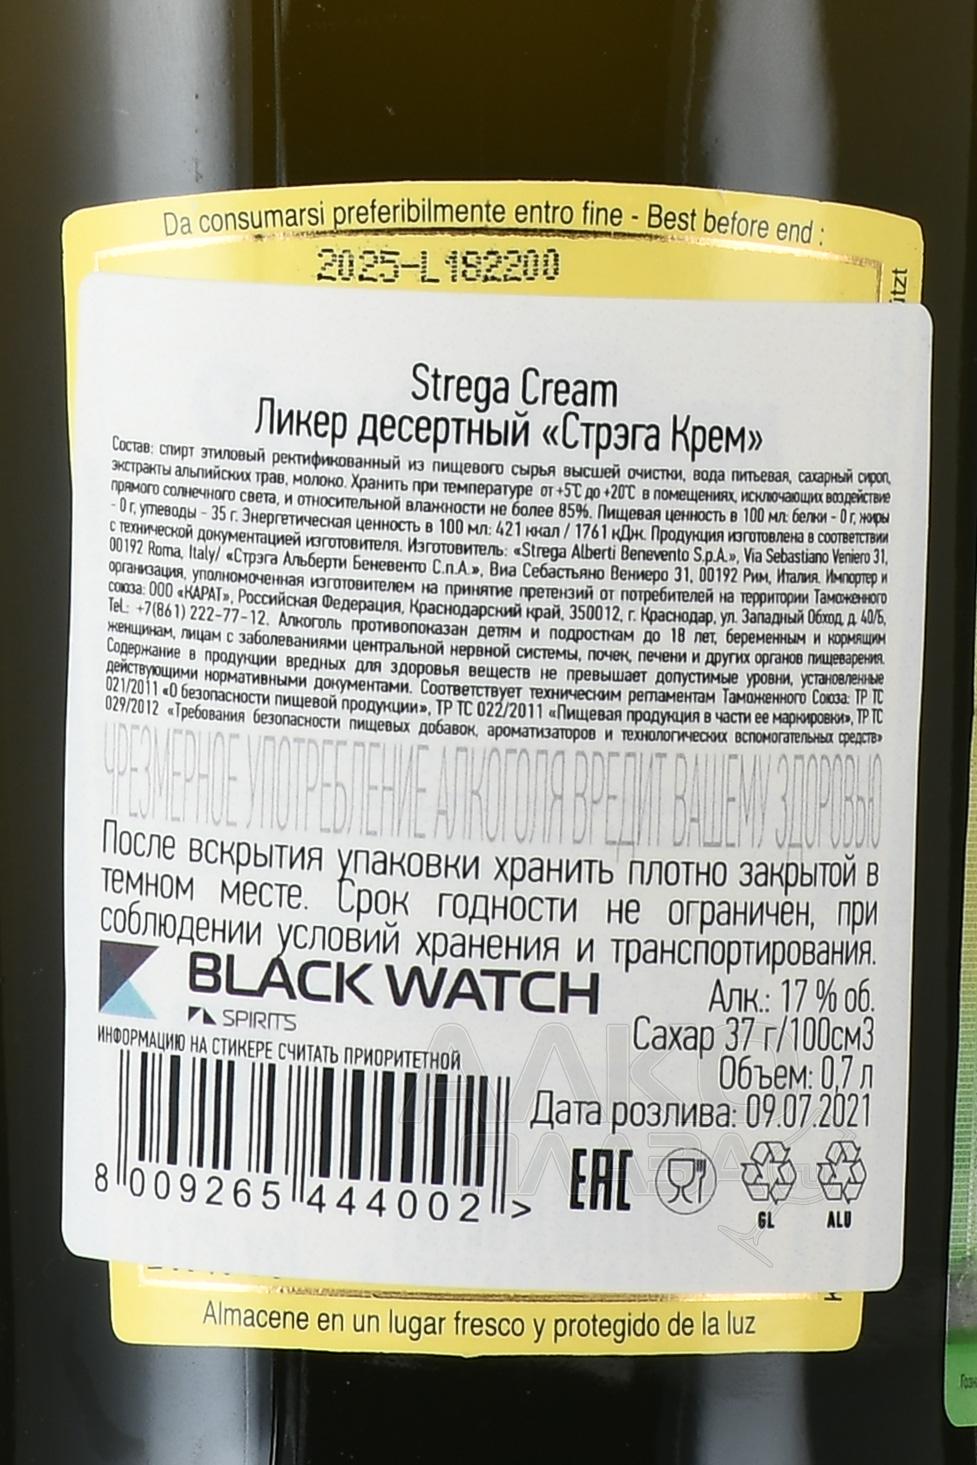 Da consumarsi preferibilmente entro fine - Best before end :
2025-L182200
Strega Cream
Ликер десертный «Стрэга Крем»
Состав: спирт этиловый ректификованный из пищевого сырья высшей очистки, вода питьевая, сахарный сироп,
экстракты альпийских трав, молоко. Хранить при температуре от +5°С до +20°С в помещениях, исключающих воздействие
прямого солнечного света, и относительной влажности не более 85%. Пищевая ценность в 100 мл: белки - 0 г, жиры
- 0 г, углеводы - 35 г. Энергетическая ценность в 100 мл: 421 ккал / 1761 кДж. Продукция изготовлена в соответствии
с технической документацией изготовителя. Изготовитель: «Strega Alberti Benevento S.p.A.», Via Sebastiano Veniero 31,
00192 Roma, Italy/ «Стрэга Альберти Беневенто С.п.А.», Виа Себастьяно Вениеро 31, 00192 Рим, Италия. Импортер и
организация, уполномоченная изготовителем на принятие претензий от потребителей на территории Таможенного
союза: ООО «КАРАТ», Российская Федерация, Краснодарский край, 350012, г. Краснодар, ул. Западный Обход, д. 40/Б,
Tel.: +7(861) 222-77-12. Алкоголь противопоказан детям и подросткам до 18 лет, беременным и кормящим
женщинам, лицам с заболеваниями центральной нервной системы, почек, печени и других органов пищеварения.
Содержание в продукции вредных для здоровья веществ не превышает допустимые уровни, установленные
действующими нормативными документами. Соответствует техническим регламентам Таможенного Союза: ТР ТС
021/2011 «О безопасности пищевой продукции», ТР ТС 022/2011 «Пищевая продукция в части ее маркировки», ТР ТС
029/2012 «Требования безопасности пищевых добавок, ароматизаторов и технологических вспомогательных средств»
ЧРЕЗМЕРНОЕ УПОТРЕБЛЕНИЕ АЛКОГОЛЯ ВРЕДИТ ВАШЕМУ ЗДОРОВЬЮ
После вскрытия упаковки хранить плотно закрытой в
темном месте. Срок годности не ограничен, при
соблюдении условий хранения и транспортирования.
BLACK WATCH
SPIRITS
ИНФОРМАЦИЮ НА СТИКЕРЕ СЧИТАТЬ ПРИОРИТЕТНОЙ
Алк.: 17 % об.
Сахар 37 г/100см3
Объем: 0,7 л
Дата розлива: 09.07.2021
8 009265 444002 >
EAC
GL
ALU
Almacene en un lugar fresco y protegido de la luz